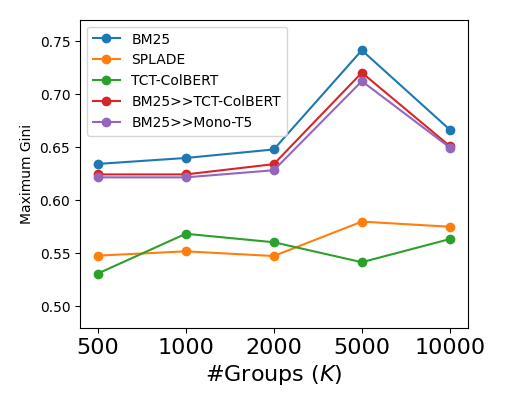 BM25
SPLADE
TCT-ColBERT
BM25>>TCT-ColBERT
BM25>>Mono-T5
Maximum Gini
0.75
0.70
0.65
0.60
0.55
0.50
500 1000 2000 5000 10000
#Groups (K)